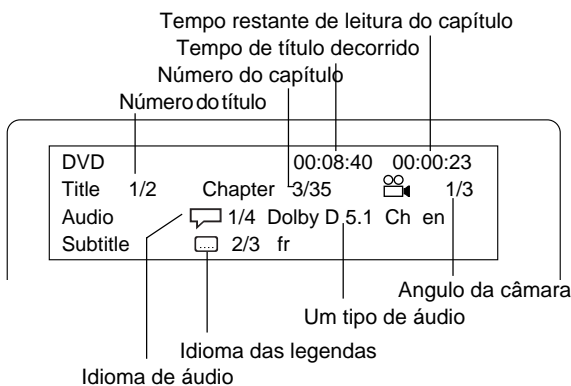 Tempo restante de leitura do capítulo
Tempo de título decorrido
Número do capítulo
Número do título
DVD 00:08:40 00:00:23
Title 1/2 Chapter 3/35 1/3
Audio 1/4 Dolby D 5.1 Ch en
Subtitle 2/3 fr
Angulo da câmara
Um tipo de áudio
Idioma das legendas
Idioma de áudio